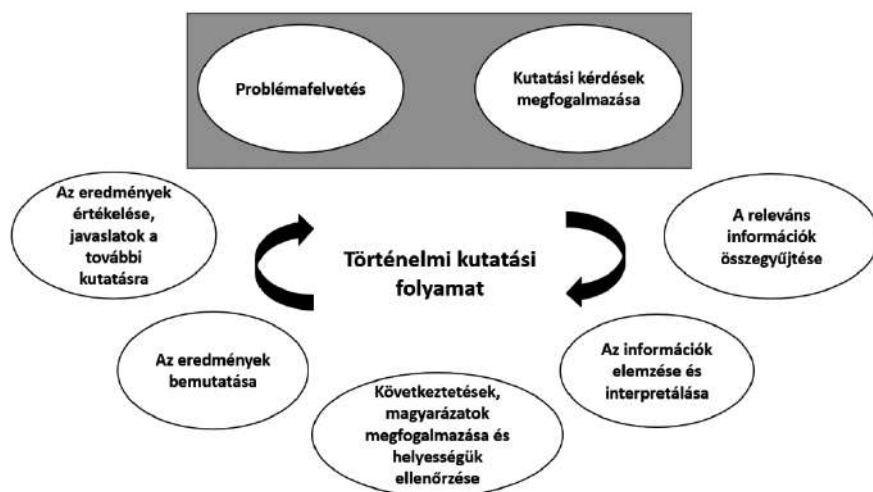 Problémafelvetés
Kutatási kérdések
megfogalmazása
Az eredmények
értékelése,
javaslatok a
további
kutatásra
A releváns
információk
összegyűjtése
Történelmi kutatási
folyamat
Az eredmények
bemutatása
Az információk
elemzése és
interpretálása
Következtetések,
magyarázatok
megfogalmazása és
helyességük
ellenőrzése